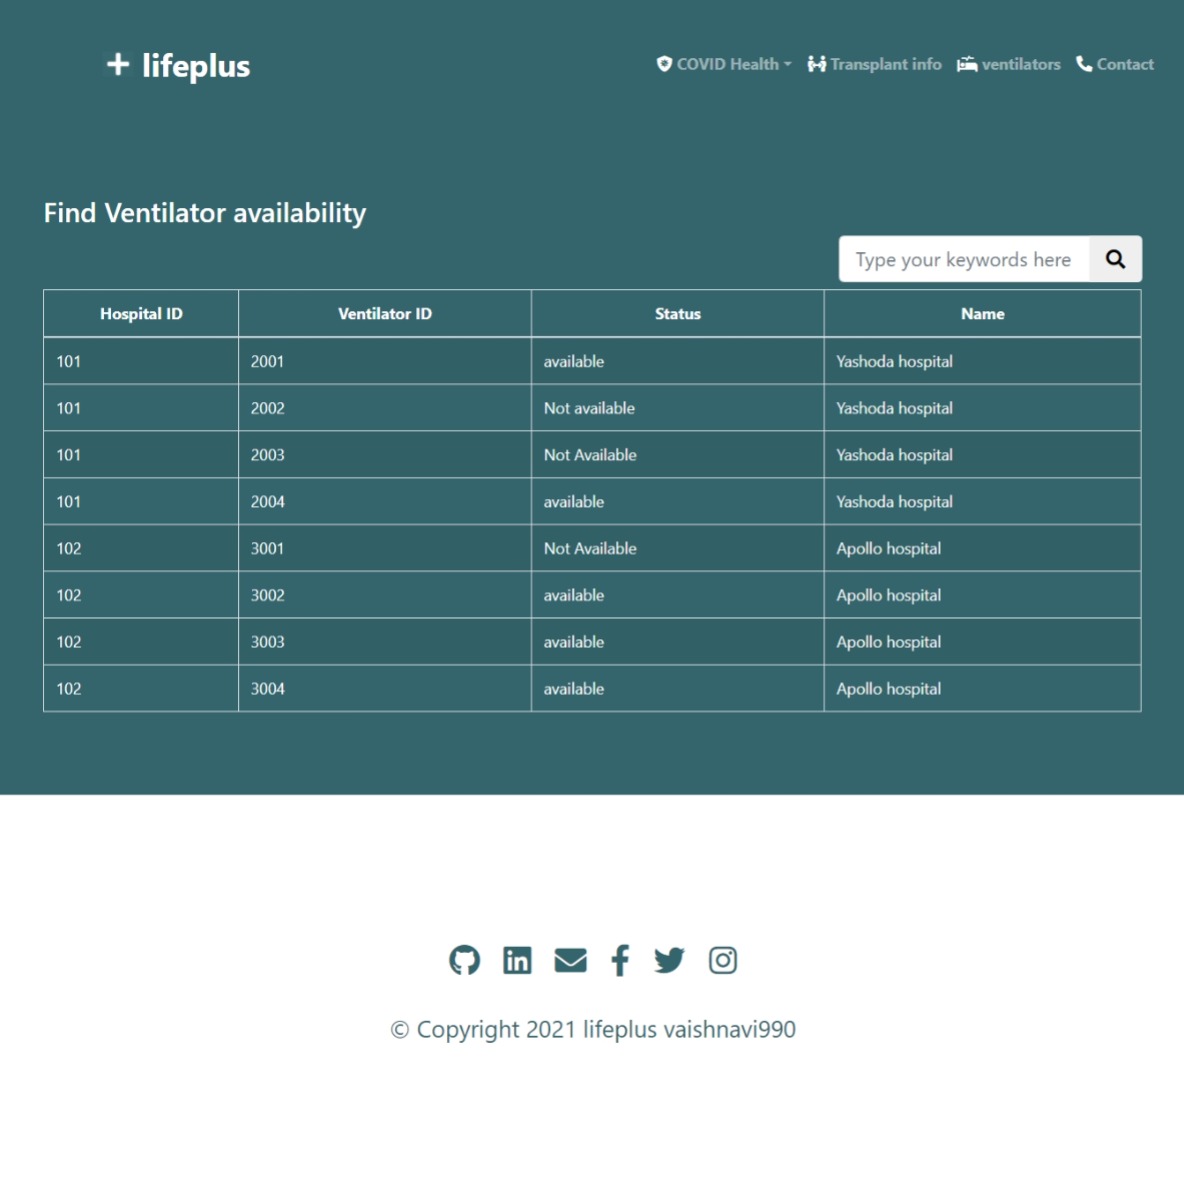 lifeplus
COVID Health Transplant info ventilators Contact
Find Ventilator availability
Type your keywords here
Hospital ID Ventilator ID Status Name
101 2001 available Yashoda hospital
101 2002 Not available Yashoda hospital
101 2003 Not Available Yashoda hospital
101 2004 available Yashoda hospital
102 3001 Not Available Apollo hospital
102 3002 available Apollo hospital
102 3003 available Apollo hospital
102 3004 available Apollo hospital
© Copyright 2021 lifeplus vaishnavi990